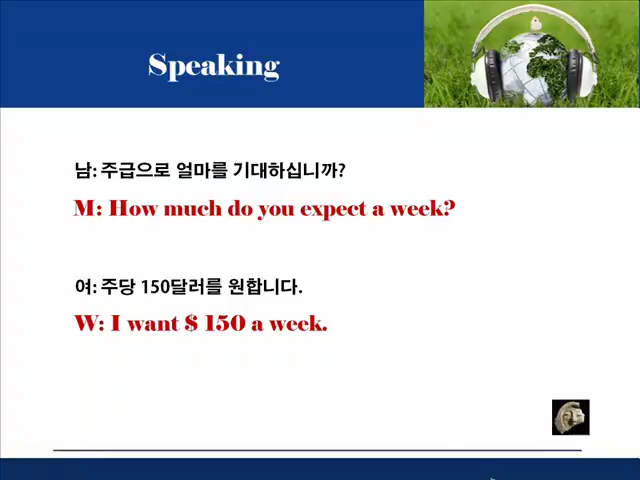 Speaking
남: 주급으로 얼마를 기대하십니까?
M: How much do you expect a week?
여: 주당 150달러를 원합니다.
W: I want $ 150 a week.